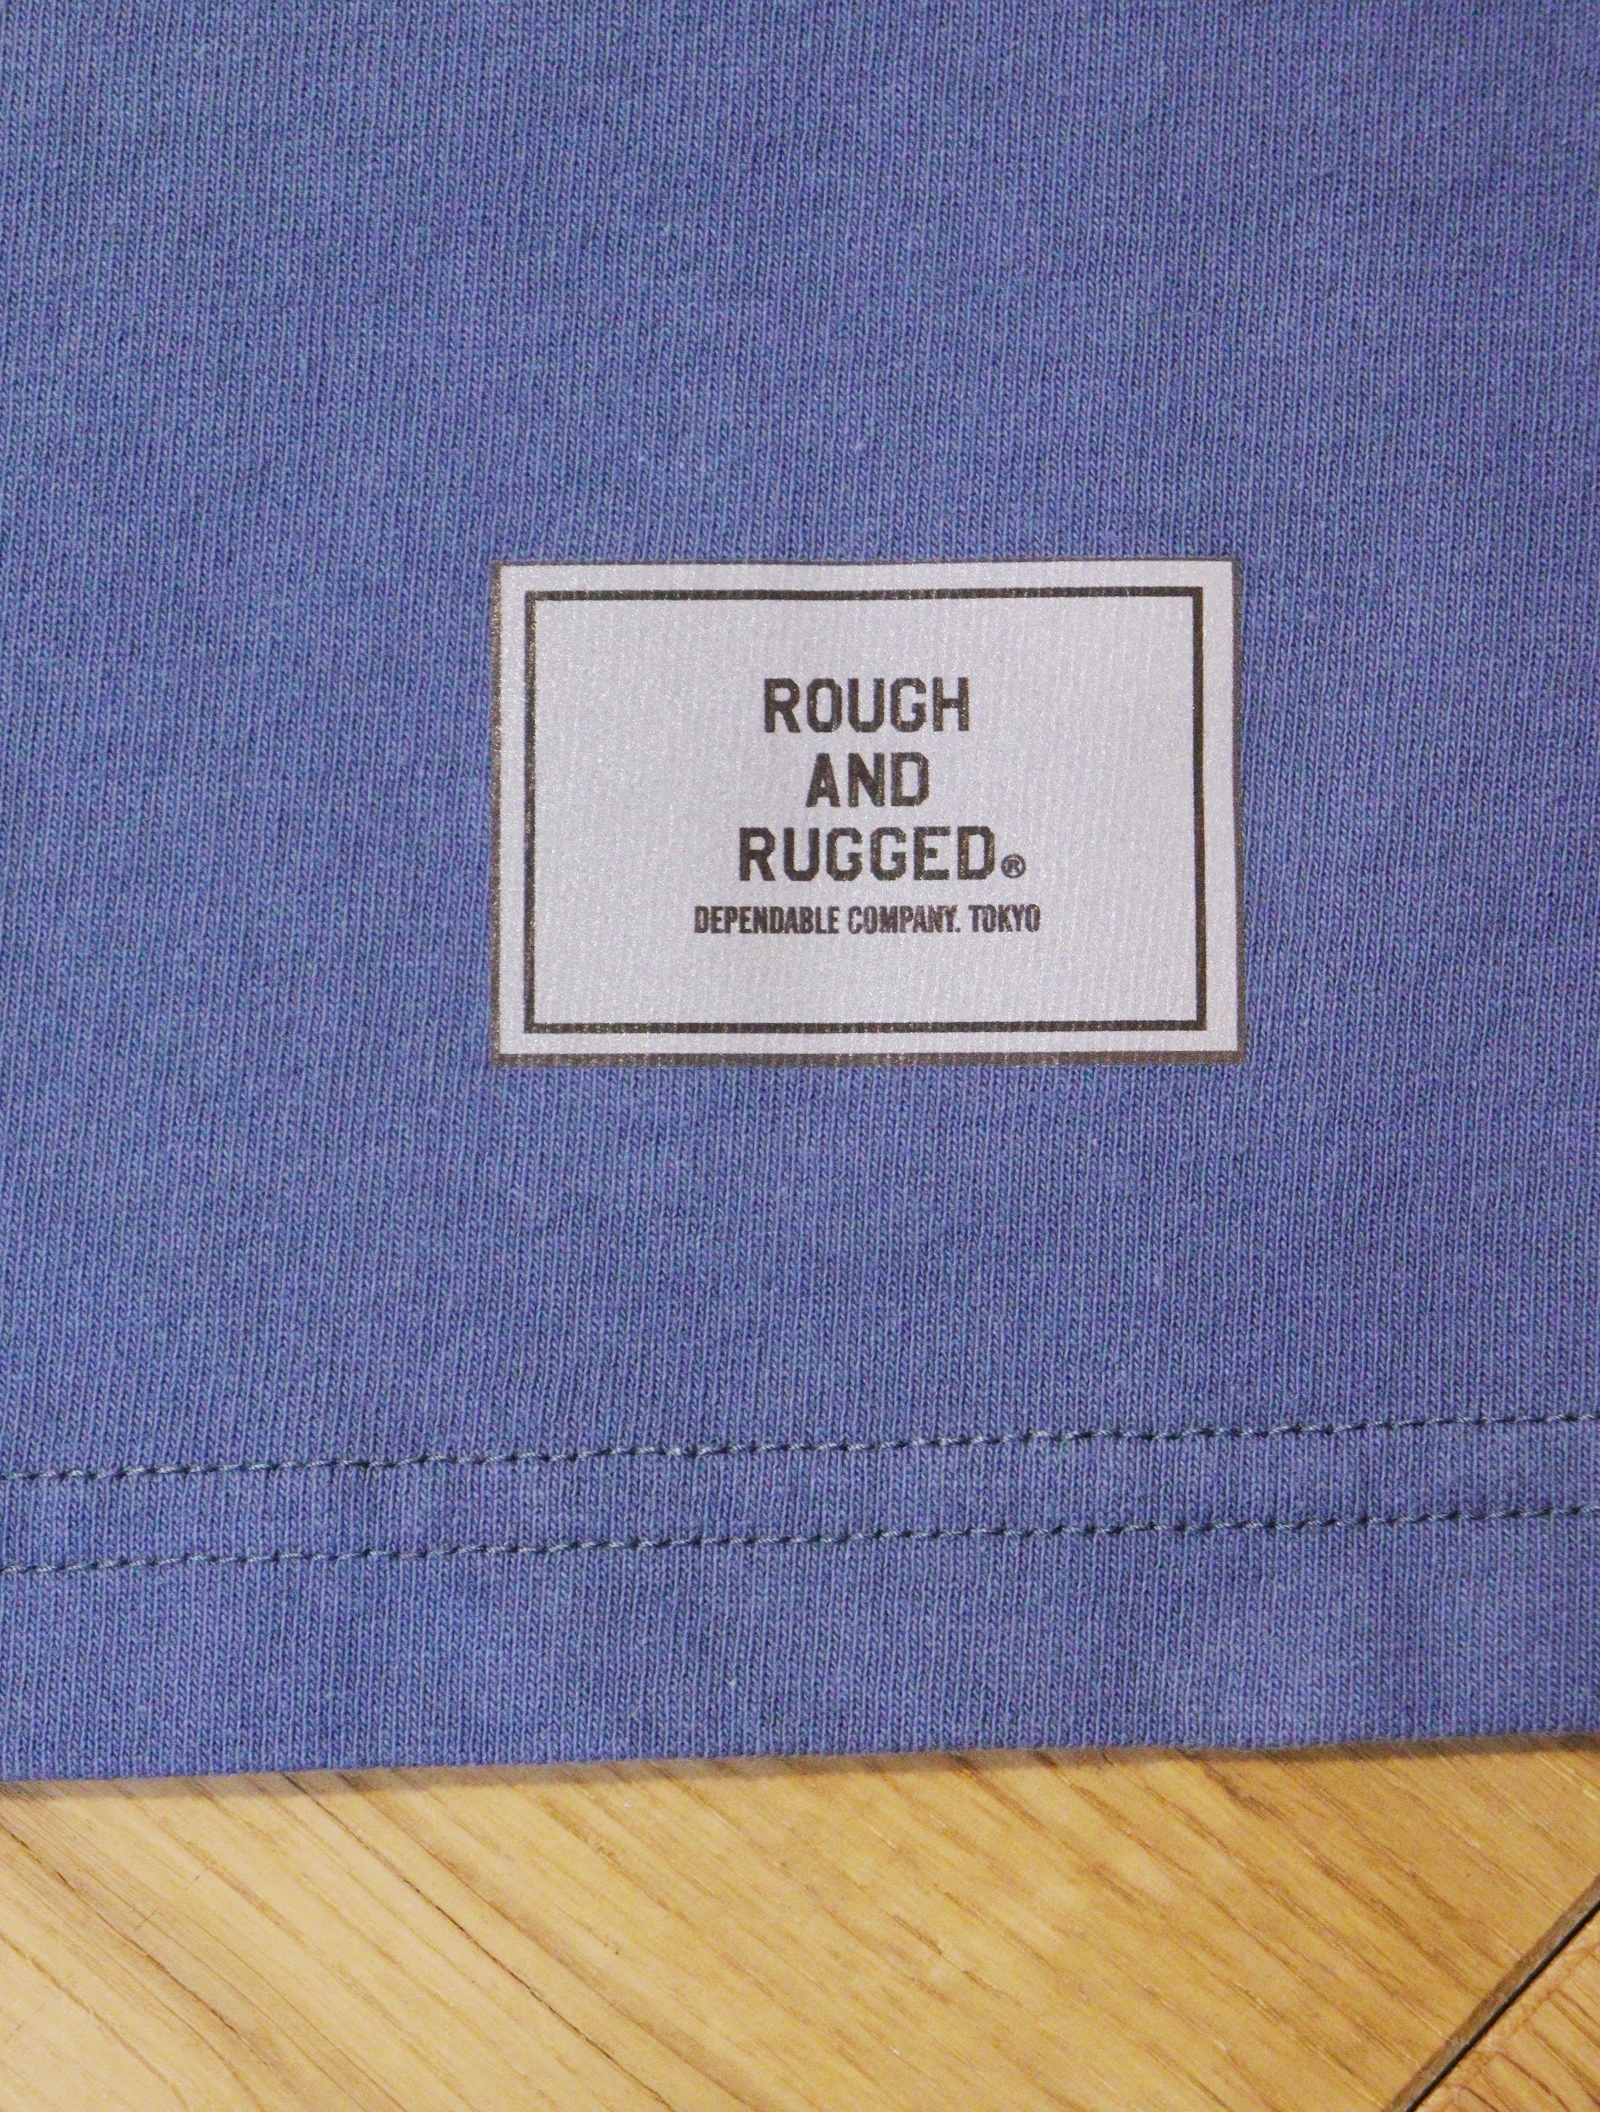 ROUGH
AND
RUGGED®
DEPENDABLE COMPANY. TOKYO